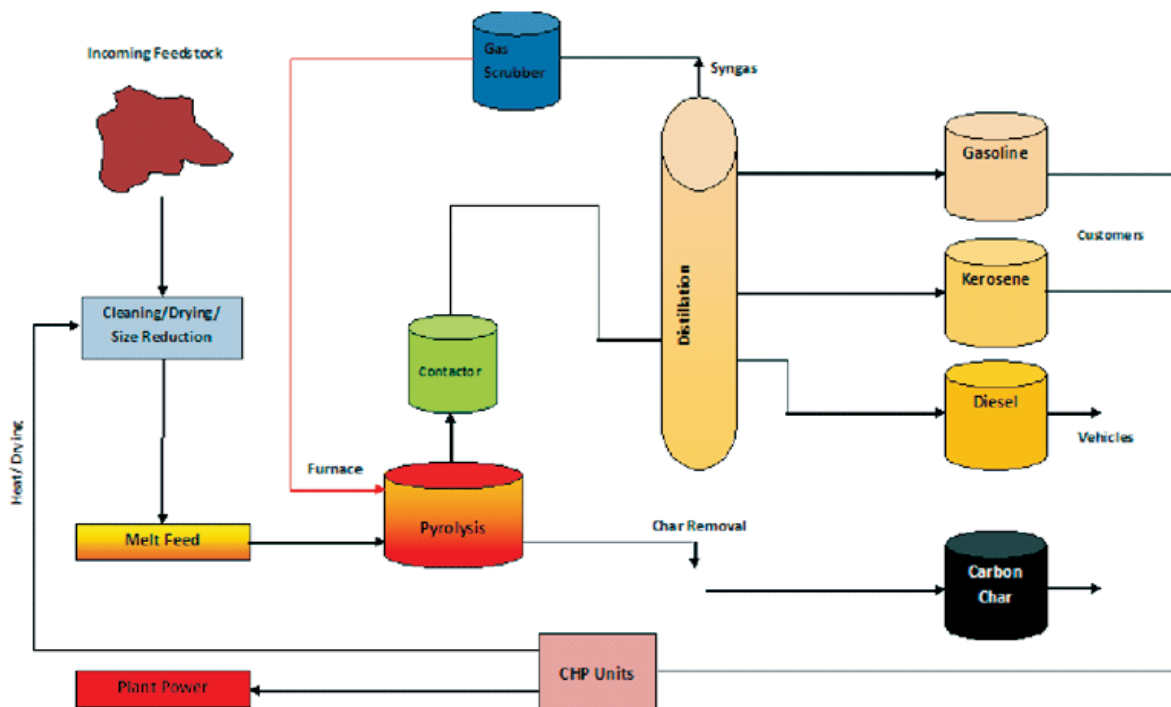 Incoming Feedstock
Gas
Scrubber
Syngas
Gasoline
Customers
Kerosene
Cleaning/Drying/
Size Reduction
Distillation
Contactor
Diesel
Vehicles
Heat/ Drying
Furnace
Pyrolysis
Melt Feed
Char Removal
Carbon
Char
CHP Units
Plant Power